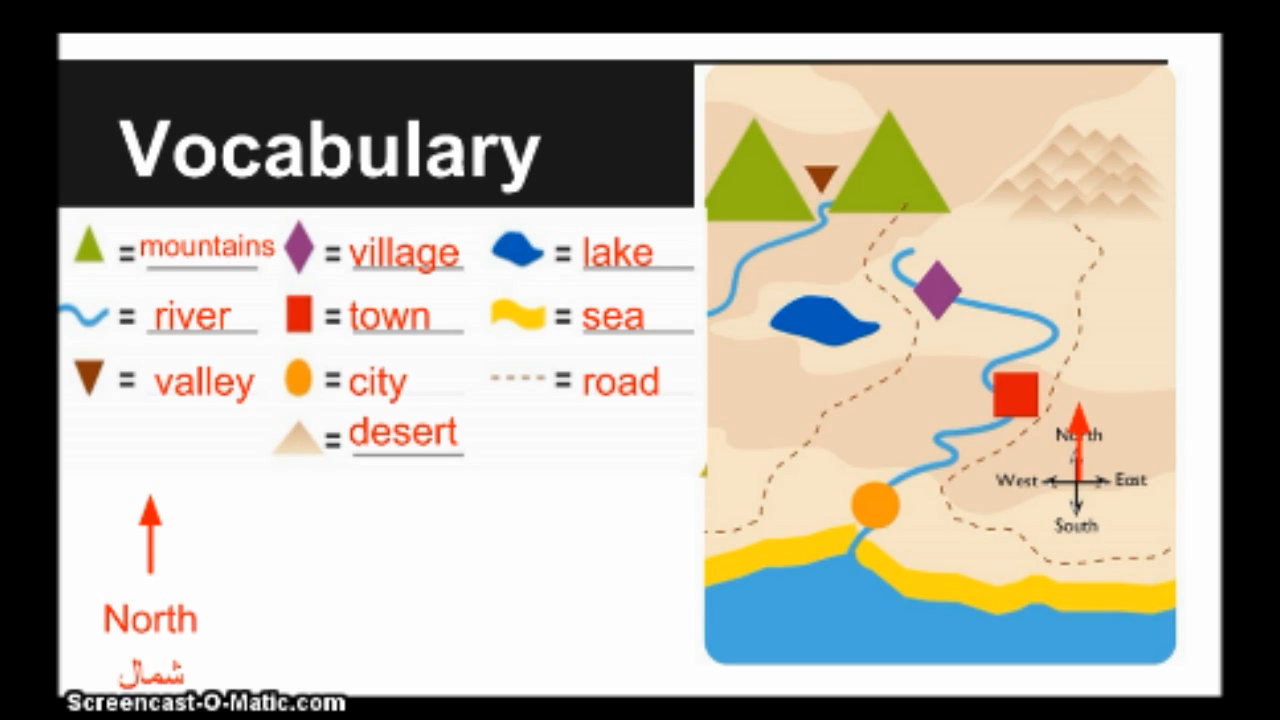 Vocabulary
= mountains = village = lake
= river = town = sea
= valley = city = road
= desert
North
West East
South
North
شمال
Screencast-O-Matic.com